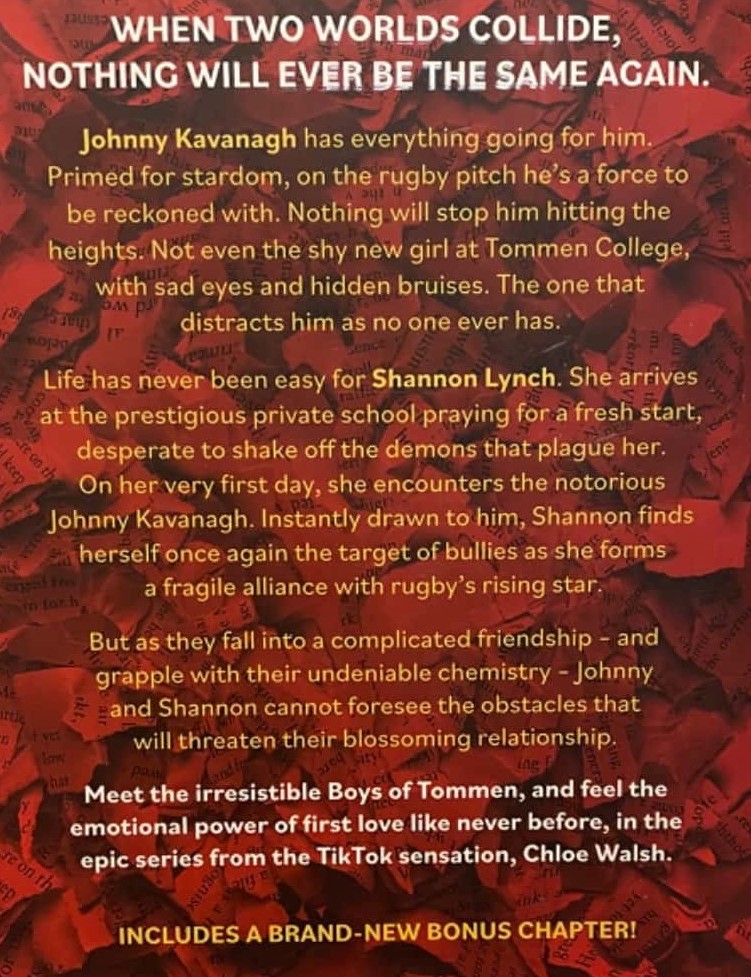 WHEN TWO WORLDS COLLIDE,
NOTHING WILL EVER BE THE SAME AGAIN.
Johnny Kavanagh has everything going for him.
Primed for stardom, on the rugby pitch he's a force to
be reckoned with. Nothing will stop him hitting the
heights. Not even the shy new girl at Tommen College,
with sad eyes and hidden bruises. The one that
distracts him as no one ever has.
Life has never been easy for Shannon Lynch. She arrives
at the prestigious private school praying for a fresh start,
desperate to shake off the demons that plague her.
On her very first day, she encounters the notorious
Johnny Kavanagh. Instantly drawn to him, Shannon finds
herself once again the target of bullies as she forms
a fragile alliance with rugby's rising star.
But as they fall into a complicated friendship – and
grapple with their undeniable chemistry – Johnny
and Shannon cannot foresee the obstacles that
will threaten their blossoming relationship.
Meet the irresistible Boys of Tommen, and feel the
emotional power of first love like never before, in the
epic series from the TikTok sensation, Chloe Walsh.
INCLUDES A BRAND-NEW BONUS CHAPTER!